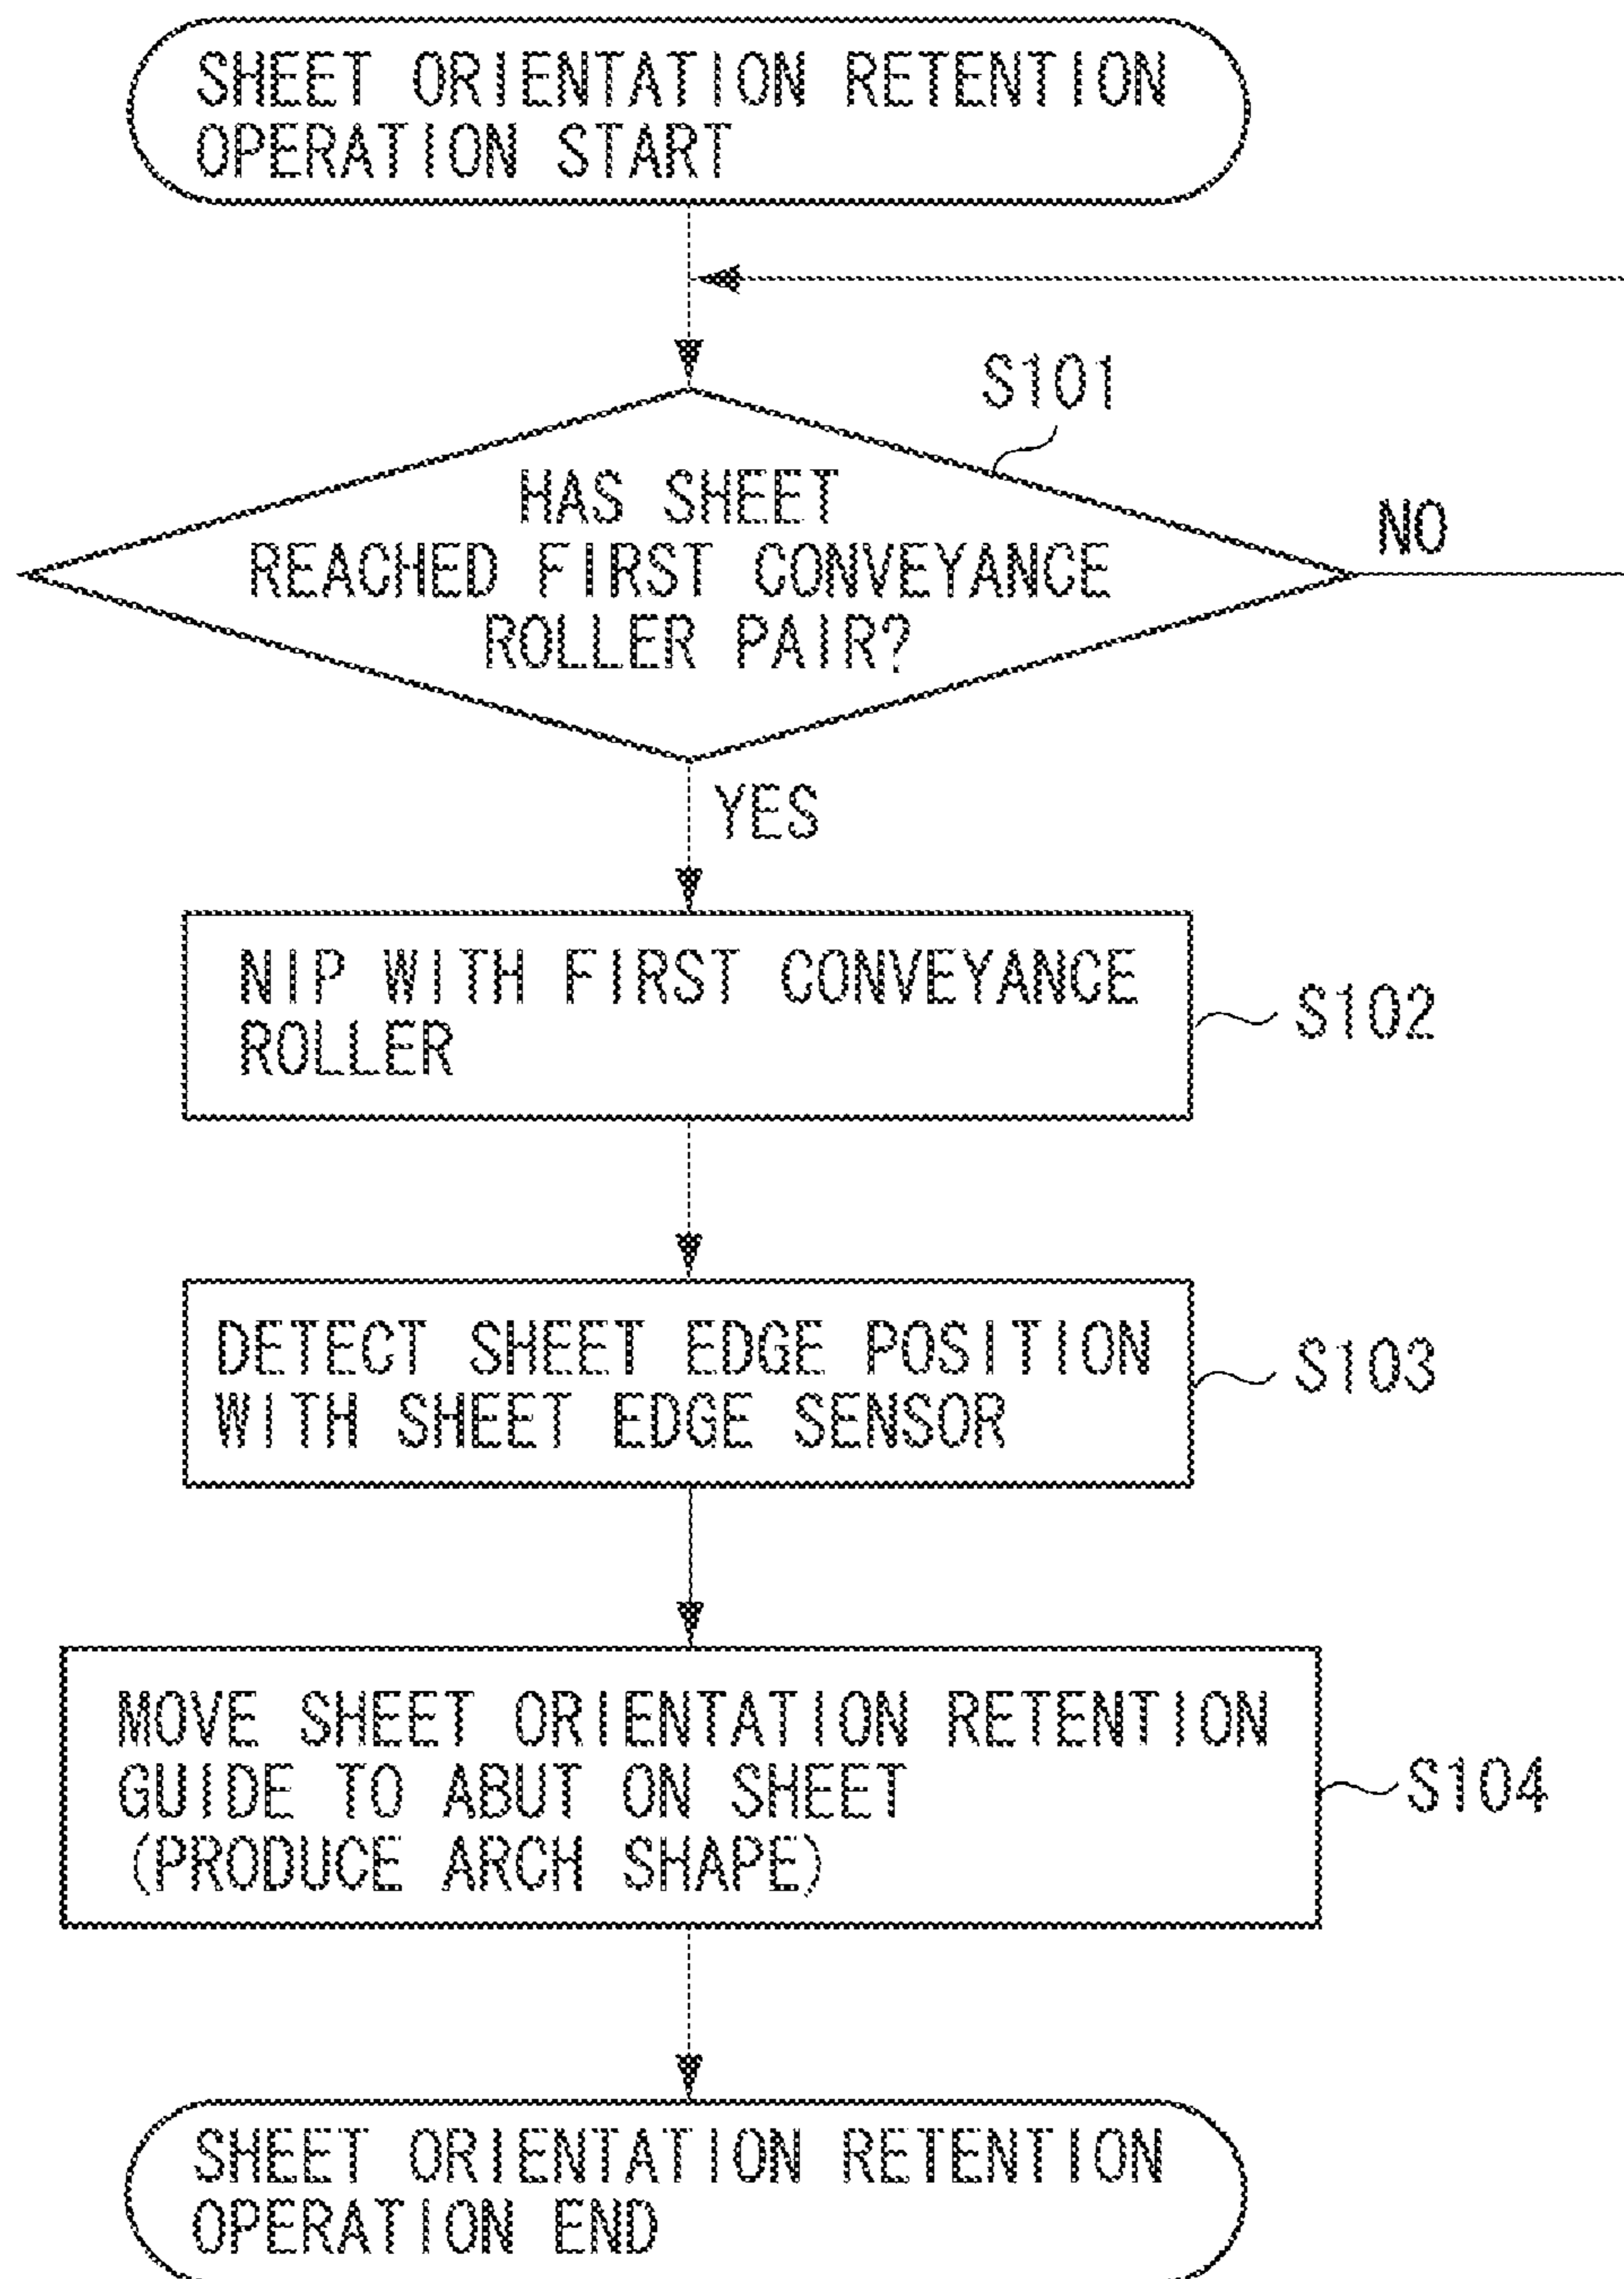 SHEET ORIENTATION RETENTION
OPERATION START
S101
HAS SHEET
REACHED FIRST CONVEYANCE
ROLLER PAIR?
NO
YES
NIP WITH FIRST CONVEYANCE
ROLLER
S102
DETECT SHEET EDGE POSITION
WITH SHEET EDGE SENSOR
S103
MOVE SHEET ORIENTATION RETENTION
GUIDE TO ABUT ON SHEET
(PRODUCE ARCH SHAPE)
S104
SHEET ORIENTATION RETENTION
OPERATION END